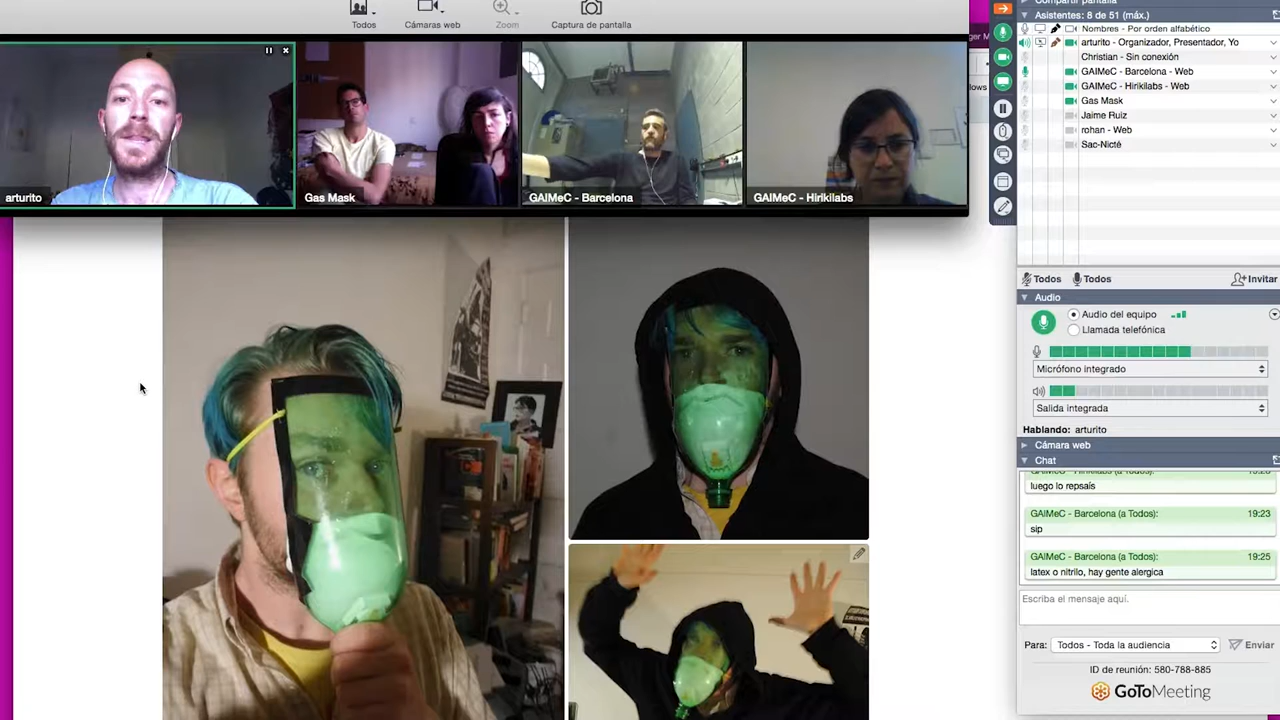 Todos
Cámaras web
Zoom
Captura de pantalla
arturito
Gas Mask
GAIMeC - Barcelona
GAIMeC - Hirikilabs
Asistentes: 8 de 51 (máx.)
Nombres - Por orden alfabético
arturito - Organizador, Presentador, Yo
Christian - Sin conexión
GAIMeC - Barcelona - Web
GAIMeC - Hirikilabs - Web
Gas Mask
Jaime Ruiz
rohan - Web
Sac-Nicté
Todos
Todos
Invitar
Audio
Audio del equipo
Llamada telefónica
Micrófono integrado
Salida integrada
Hablando: arturito
Cámara web
Chat
GAIMeC - Hirikilabs (a Todos):
luego lo repsaís
GAIMeC - Barcelona (a Todos): 19:23
sip
GAIMeC - Barcelona (a Todos): 19:25
latex o nitrilo, hay gente alergica
Escriba el mensaje aquí.
Para: Todos - Toda la audiencia
Enviar
ID de reunión: 580-788-885
GoToMeeting